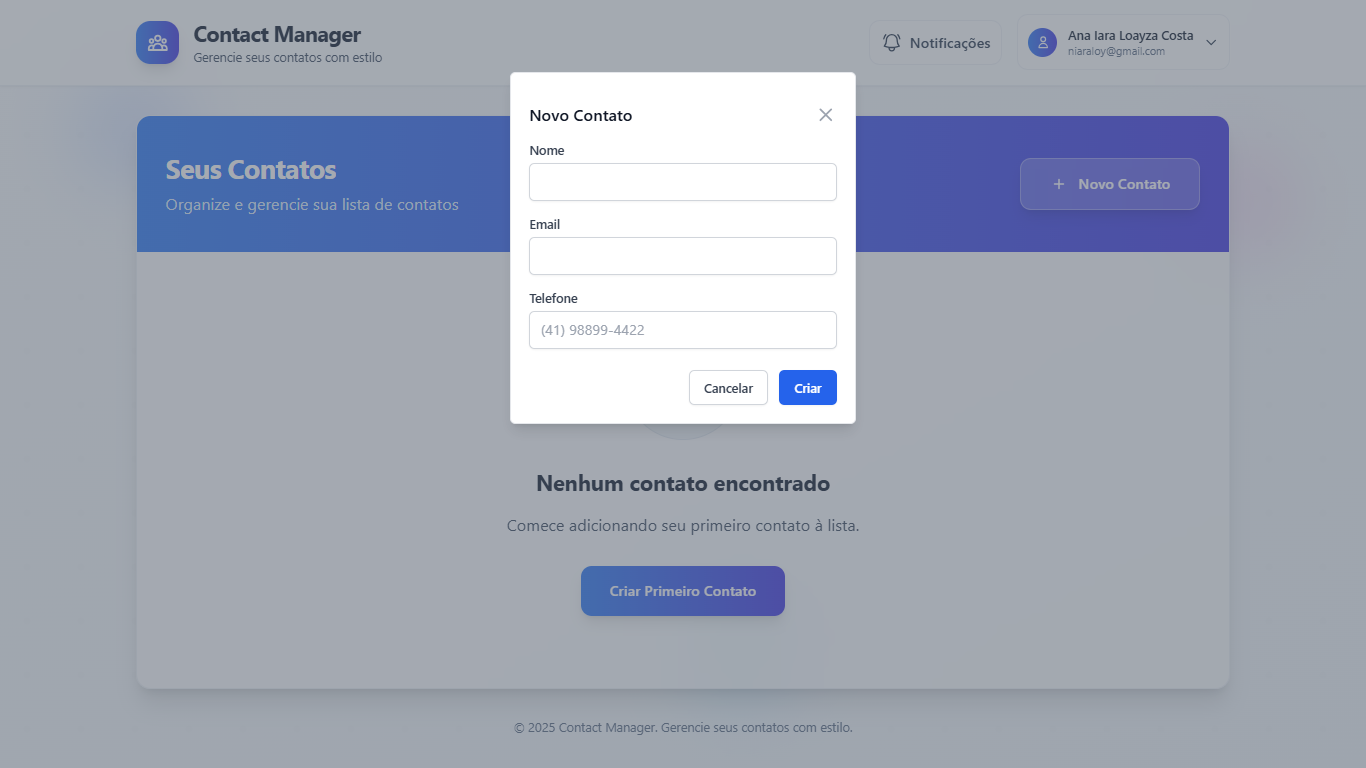 Contact Manager
Gerencie seus contatos com estilo
Notificações
Ana Iara Loayza Costa
niaraloy@gmail.com
Novo Contato
Nome
Email
Telefone
(41) 98899-4422
Cancelar
Criar
Seus Contatos
Organize e gerencie sua lista de contatos
+ Novo Contato
Nenhum contato encontrado
Comece adicionando seu primeiro contato à lista.
Criar Primeiro Contato
© 2025 Contact Manager. Gerencie seus contatos com estilo.